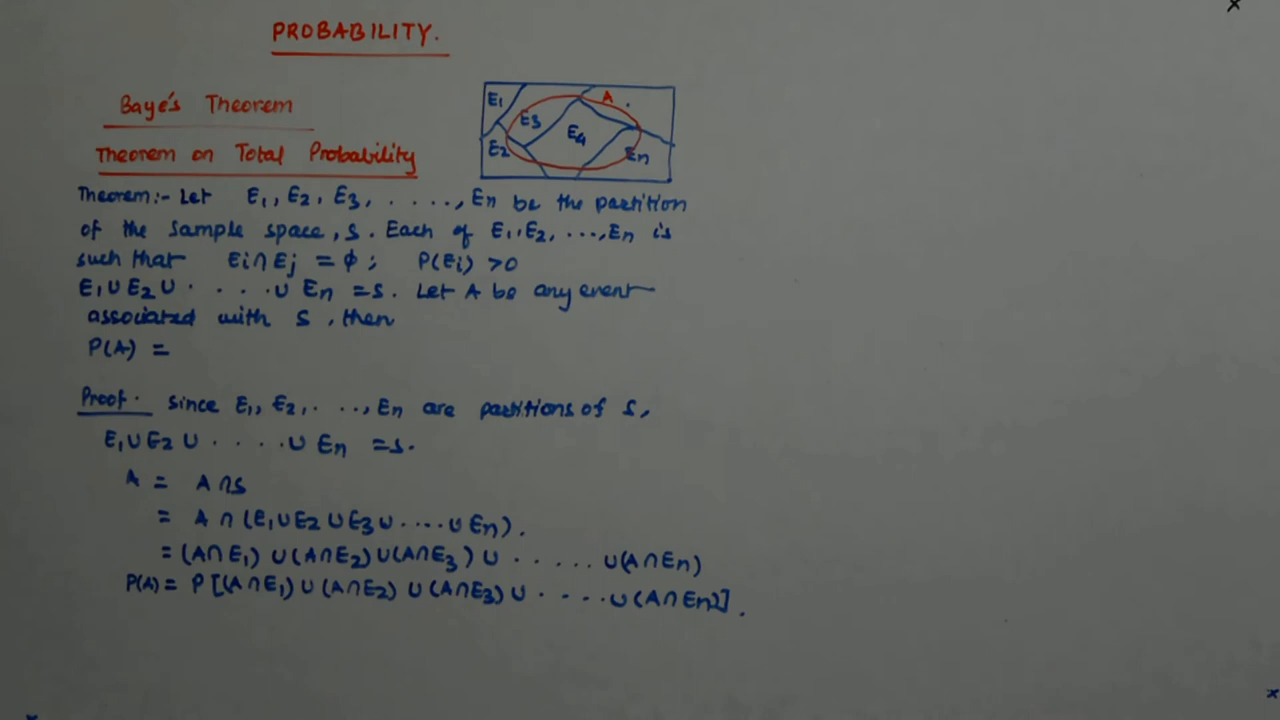 PROBABILITY.
Baye's Theorem
Theorem on Total Probability
E1
E3
A
E4
E2
En
Theorem:- Let E1, E2, E3, . . . . ., En be the partition
of the sample space, S. Each of E1, E2, ..., En is
such that Ei∩Ej = ϕ; P(Ei) >0
E1 ∪ E2 ∪ . . . . ∪ En = S. Let A be any event
associated with S, then
P(A) =
Proof. Since E1, E2, . . .., En are partitions of S,
E1 ∪ E2 ∪ . . . . ∪ En = S.
A = A ∩ S
= A ∩ (E1 ∪ E2 ∪ E3 ∪ ..... ∪ En).
= (A∩E1) ∪ (A∩E2) ∪ (A∩E3) ∪ . . . . . . ∪(A∩En)
P(A) = P [(A∩E1) ∪ (A∩E2) ∪ (A∩E3) ∪ . . . . . ∪ (A∩En)].